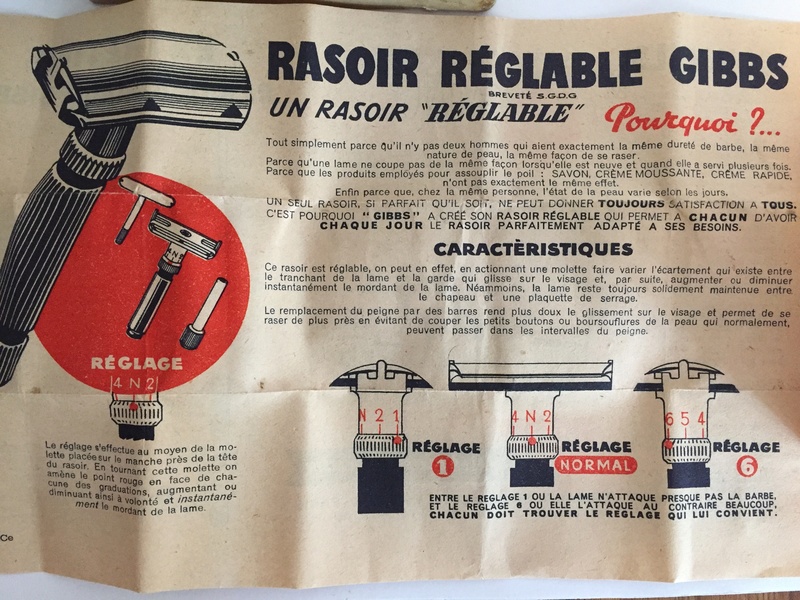 RASOIR RÉGLABLE GIBBS
BREVETÉ S.G.D.G
UN RASOIR "RÉGLABLE" Pourquoi ?...
Tout simplement parce qu'il n'y pas deux hommes qui aient exactement la même dureté de barbe, la même
nature de peau, la même façon de se raser.
Parce qu'une lame ne coupe pas de la même façon lorsqu'elle est neuve et quand elle a servi plusieurs fois.
Parce que les produits employés pour assouplir le poil : SAVON, CRÈME MOUSSANTE, CRÈME RAPIDE,
n'ont pas exactement le même effet.
Enfin parce que, chez la même personne, l'état de la peau varie selon les jours.
UN SEUL RASOIR, SI PARFAIT QU'IL SOIT, NE PEUT DONNER TOUJOURS SATISFACTION A TOUS.
C'EST POURQUOI "GIBBS" A CRÉÉ SON RASOIR RÉGLABLE QUI PERMET A CHACUN D'AVOIR
CHAQUE JOUR LE RASOIR PARFAITEMENT ADAPTÉ A SES BESOINS.
CARACTÈRISTIQUES
Ce rasoir est réglable, on peut en effet, en actionnant une molette faire varier l'écartement qui existe entre
le tranchant de la lame et la garde qui glisse sur le visage et, par suite, augmenter ou diminuer
instantanément le mordant de la lame. Néammoins, la lame reste toujours solidement maintenue entre
le chapeau et une plaquette de serrage.
Le remplacement du peigne par des barres rend plus doux le glissement sur le visage et permet de se
raser de plus près en évitant de couper les petits boutons ou boursouflures de la peau qui normalement,
peuvent passer dans les intervalles du peigne.
4 N 2
RÉGLAGE
4 N 2
Le réglage s'effectue au moyen de la mo-
lette placée sur le manche près de la tête
du rasoir. En tournant cette molette on
amène le point rouge en face de cha-
cune des graduations, augmentant ou
diminuant ainsi à volonté et instantané-
ment le mordant de la lame.
N 2 1
RÉGLAGE
1
4 N 2
RÉGLAGE
NORMAL
6 5 4
RÉGLAGE
6
ENTRE LE REGLAGE 1 OU LA LAME N'ATTAQUE PRESQUE PAS LA BARBE,
ET LE REGLAGE 6 OU ELLE L'ATTAQUE AU CONTRAIRE BEAUCOUP,
CHACUN DOIT TROUVER LE REGLAGE QUI LUI CONVIENT.
Ce